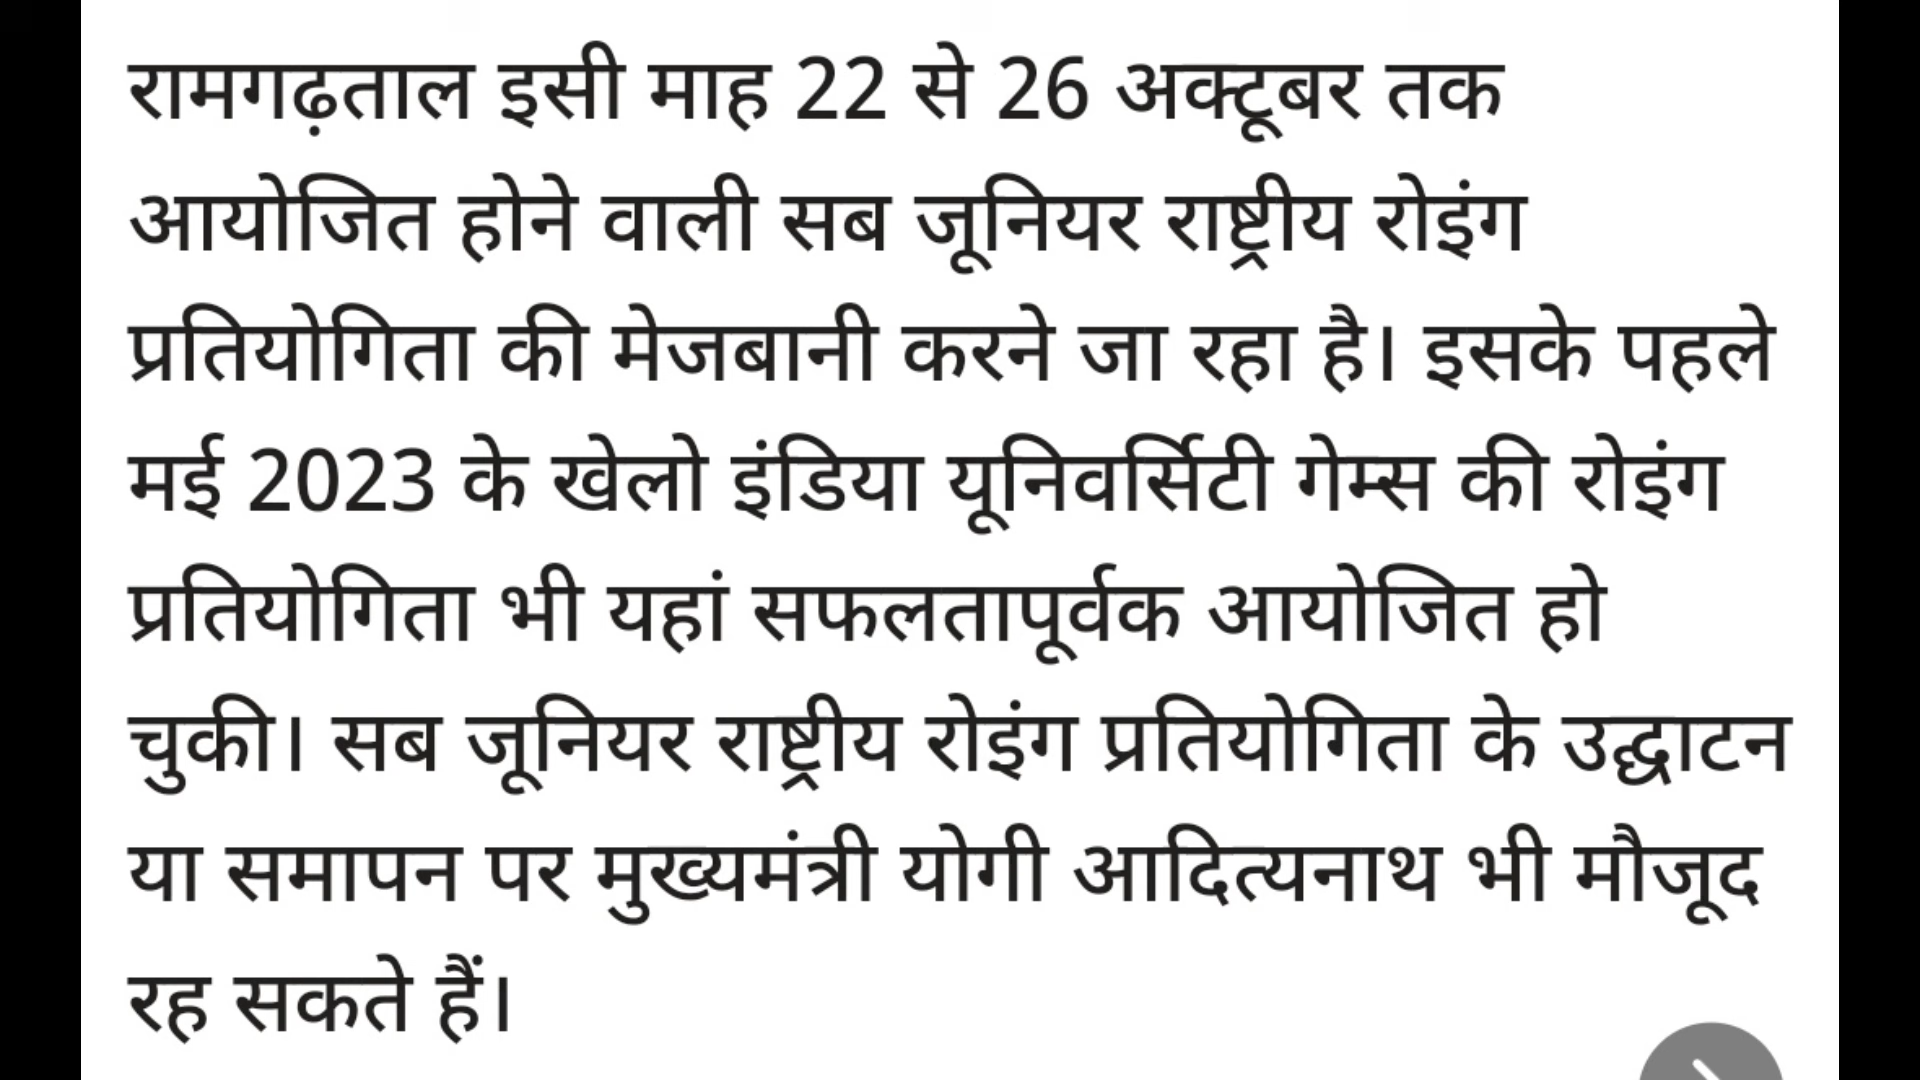 रामगढ़ताल इसी माह 22 से 26 अक्टूबर तक
आयोजित होने वाली सब जूनियर राष्ट्रीय रोइंग
प्रतियोगिता की मेजबानी करने जा रहा है। इसके पहले
मई 2023 के खेलो इंडिया यूनिवर्सिटी गेम्स की रोइंग
प्रतियोगिता भी यहां सफलतापूर्वक आयोजित हो
चुकी। सब जूनियर राष्ट्रीय रोइंग प्रतियोगिता के उद्घाटन
या समापन पर मुख्यमंत्री योगी आदित्यनाथ भी मौजूद
रह सकते हैं।